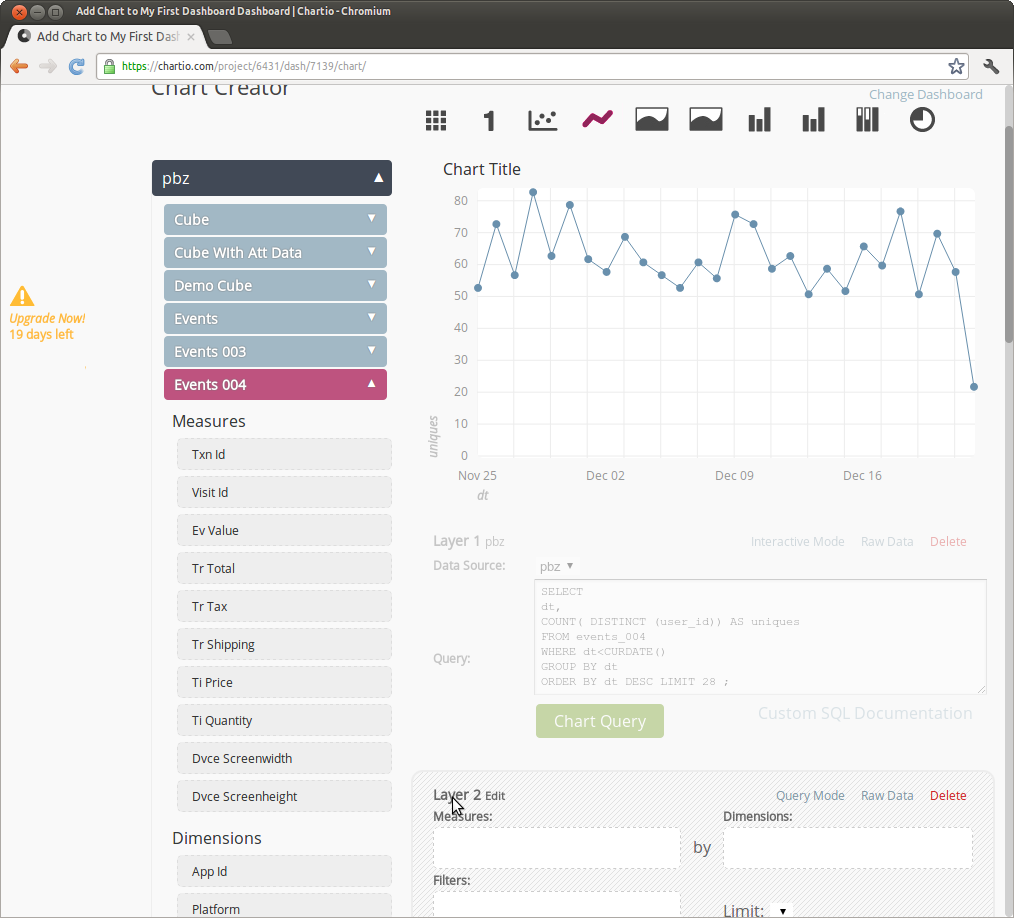 Add Chart to My First Dashboard Dashboard | Chartio - Chromium
Add Chart to My First Dash
https://chartio.com/project/6431/dash/7139/chart/
Chart Creator
Change Dashboard
1
pbz
Cube
Cube WIth Att Data
Demo Cube
Events
Events 003
Events 004
Upgrade Now!
19 days left
Measures
Txn Id
Visit Id
Ev Value
Tr Total
Tr Tax
Tr Shipping
Ti Price
Ti Quantity
Dvce Screenwidth
Dvce Screenheight
Dimensions
App Id
Platform
Chart Title
80
70
60
50
40
30
20
10
0
uniques
Nov 25 Dec 02 Dec 09 Dec 16
dt
Layer 1 pbz Interactive Mode Raw Data Delete
Data Source: pbz
Query:
SELECT
dt,
COUNT( DISTINCT (user_id)) AS uniques
FROM events_004
WHERE dt<CURDATE()
GROUP BY dt
ORDER BY dt DESC LIMIT 28 ;
Chart Query Custom SQL Documentation
Layer 2 Edit Query Mode Raw Data Delete
Measures: Dimensions:
by
Filters:
Limit: